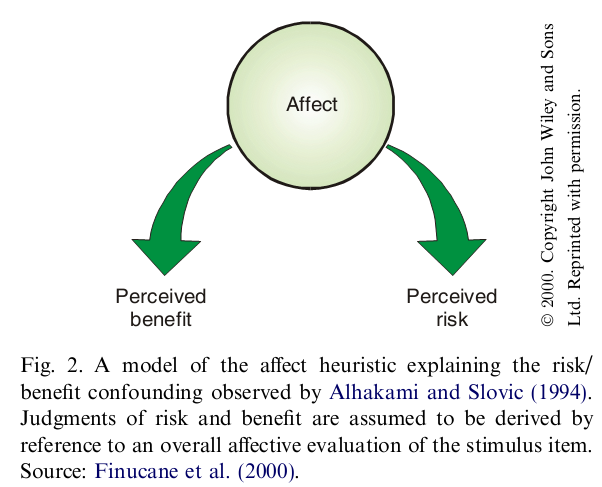 Affect
Perceived
benefit
Perceived
risk
© 2000. Copyright John Wiley and Sons
Ltd. Reprinted with permission.
Fig. 2. A model of the affect heuristic explaining the risk/
benefit confounding observed by Alhakami and Slovic (1994).
Judgments of risk and benefit are assumed to be derived by
reference to an overall affective evaluation of the stimulus item.
Source: Finucane et al. (2000).